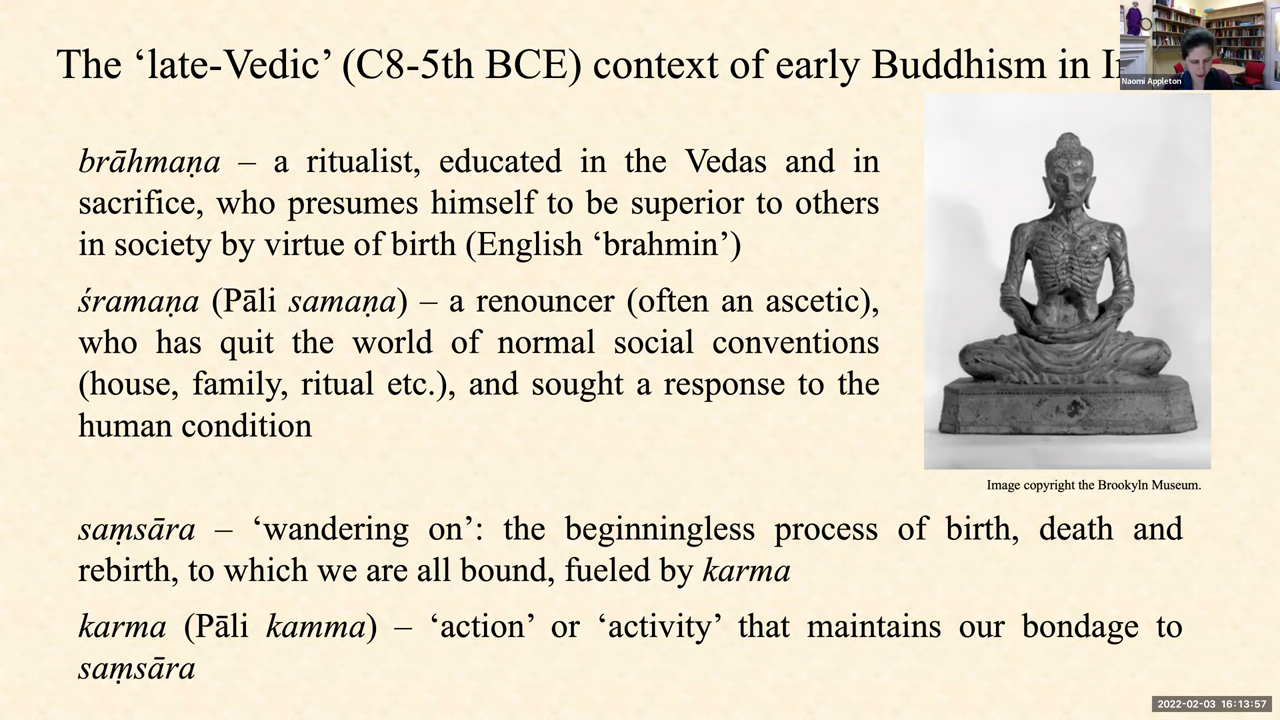 The ‘late-Vedic’ (C8-5th BCE) context of early Buddhism in
Naomi Appleton
brāhmaṇa – a ritualist, educated in the Vedas and in
sacrifice, who presumes himself to be superior to others
in society by virtue of birth (English ‘brahmin’)
śramaṇa (Pāli samaṇa) – a renouncer (often an ascetic),
who has quit the world of normal social conventions
(house, family, ritual etc.), and sought a response to the
human condition
Image copyright the Brookyln Museum.
saṃsāra – ‘wandering on’: the beginningless process of birth, death and
rebirth, to which we are all bound, fueled by karma
karma (Pāli kamma) – ‘action’ or ‘activity’ that maintains our bondage to
saṃsāra
2022-02-03 16:13:57